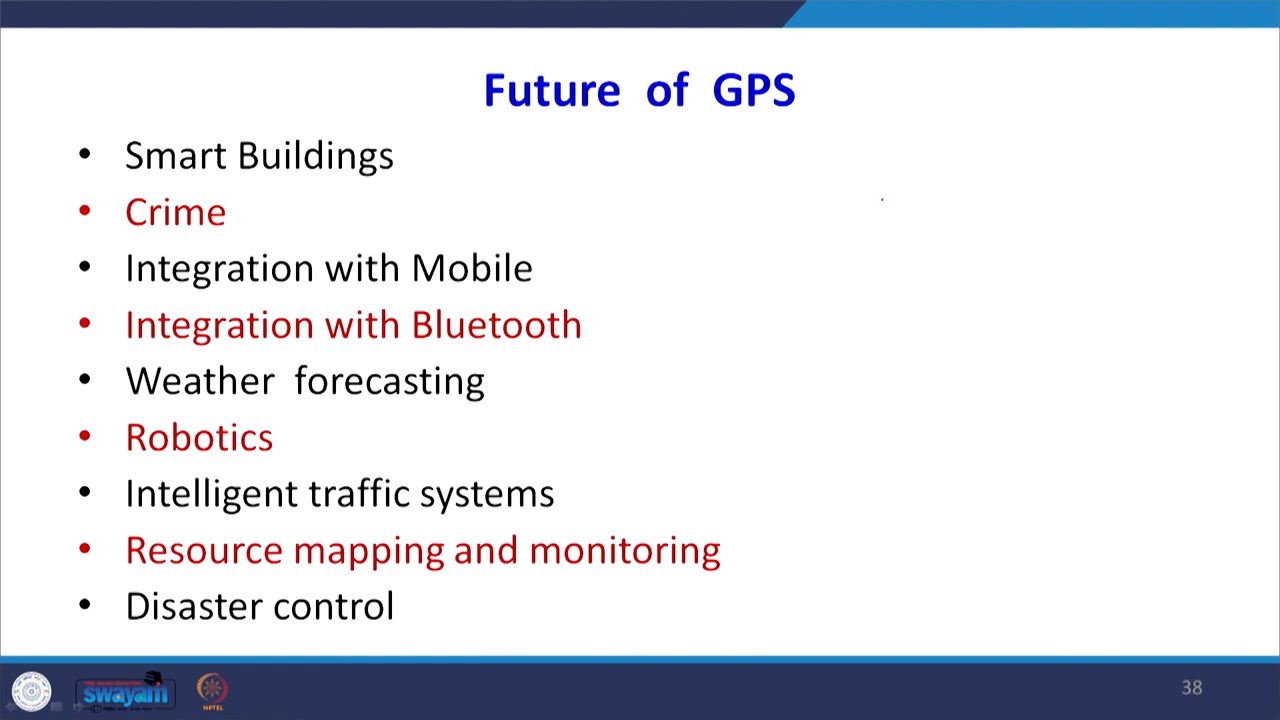 Future of GPS
• Smart Buildings
• Crime
• Integration with Mobile
• Integration with Bluetooth
• Weather forecasting
• Robotics
• Intelligent traffic systems
• Resource mapping and monitoring
• Disaster control
swayam
NPTEL
38